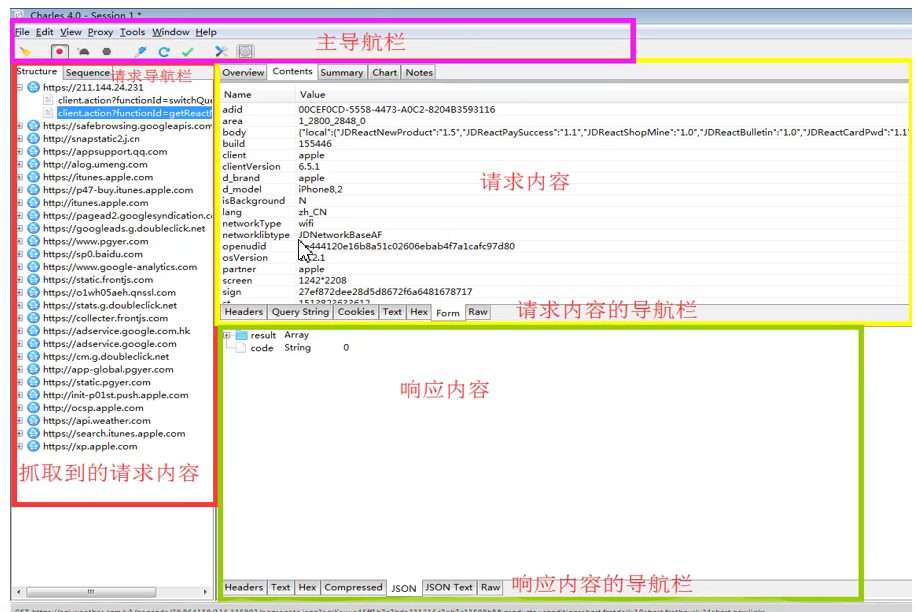 Charles 4.0 - Session 1 *
File Edit View Proxy Tools Window Help
主导航栏
Structure Sequence
请求导航栏
https://211.144.24.231
client.action?functionId=switchQue
client.action?functionId=getReactI
https://safebrowsing.googleapis.com
http://snapstatic2.j.cn
https://appsupport.qq.com
http://alog.umeng.com
https://itunes.apple.com
https://p47-buy.itunes.apple.com
http://itunes.apple.com
https://pagead2.googlesyndication.co
https://googleads.g.doubleclick.net
https://www.pgyer.com
https://sp0.baidu.com
https://www.google-analytics.com
https://static.frontjs.com
https://o1wh05aeh.qnssl.com
https://stats.g.doubleclick.net
https://collecter.frontjs.com
https://adservice.google.com.hk
https://adservice.google.com
https://cm.g.doubleclick.net
http://app-global.pgyer.com
https://static.pgyer.com
http://init-p01st.push.apple.com
http://ocsp.apple.com
https://api.weather.com
https://search.itunes.apple.com
https://xp.apple.com
抓取到的请求内容
Overview Contents Summary Chart Notes
Name Value
adid 00CEF0CD-5558-4473-A0C2-8204B3593116
area 1_2800_2848_0
body {"local":{"JDReactNewProduct":"1.5","JDReactPaySuccess":"1.1","JDReactShopMine":"1.0","JDReactBulletin":"1.0","JDReactCardPwd":"1.1"
build 155446
client apple
clientVersion 6.5.1
d_brand apple
d_model iPhone8,2
isBackground N
lang zh_CN
networkType wifi
networklibtype JDNetworkBaseAF
openudid e444120e16b8a51c02606ebab4f7a1cafc97d80
osVersion 2.1
partner apple
screen 1242*2208
sign 27ef872dee28d5d8672f6a6481678717
请求内容
Headers Query String Cookies Text Hex Form Raw
请求内容的导航栏
result Array
code String 0
响应内容
Headers Text Hex Compressed JSON JSON Text Raw
响应内容的导航栏